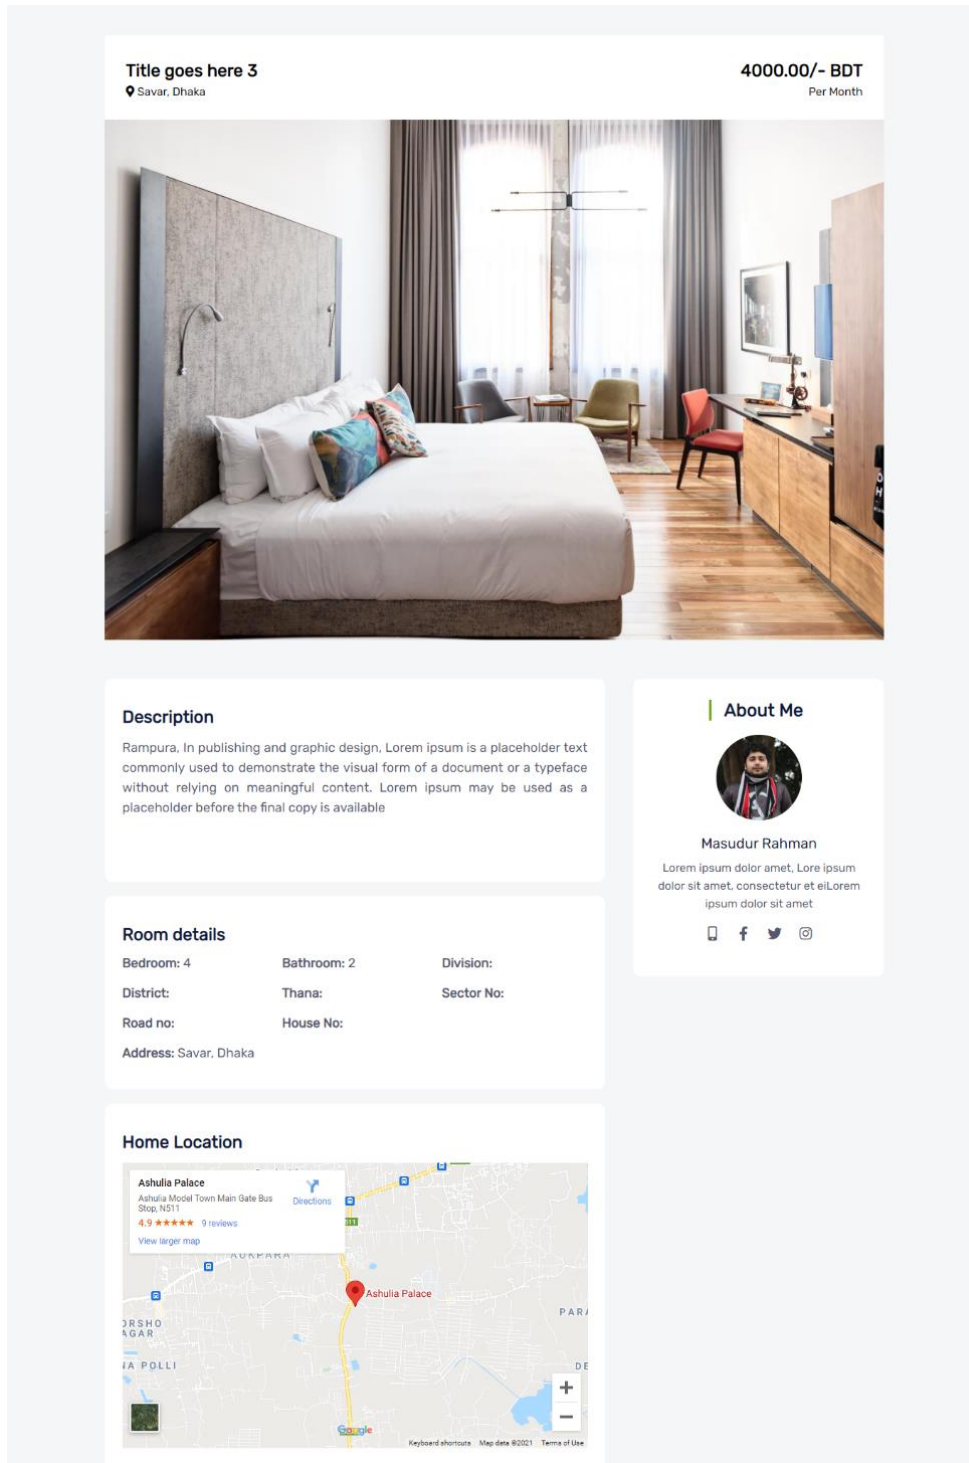 Title goes here 3
4000.00/- BDT
Savar, Dhaka
Per Month
Description
Rampura, In publishing and graphic design, Lorem ipsum is a placeholder text
commonly used to demonstrate the visual form of a document or a typeface
without relying on meaningful content. Lorem ipsum may be used as a
placeholder before the final copy is available
About Me
Masudur Rahman
Lorem ipsum dolor amet, Lore ipsum
dolor sit amet, consectetur et eiLorem
ipsum dolor sit amet
Room details
Bedroom: 4 Bathroom: 2 Division:
District: Thana: Sector No:
Road no: House No:
Address: Savar, Dhaka
Home Location
Ashulia Palace
Ashulia Model Town Main Gate Bus
Stop, N511
4.9 ★★★★★ 9 reviews
View larger map
Directions
Ashulia Palace
PARA
NA POLLI
DE
Google
Keyboard shortcuts Map data ©2021 Terms of Use